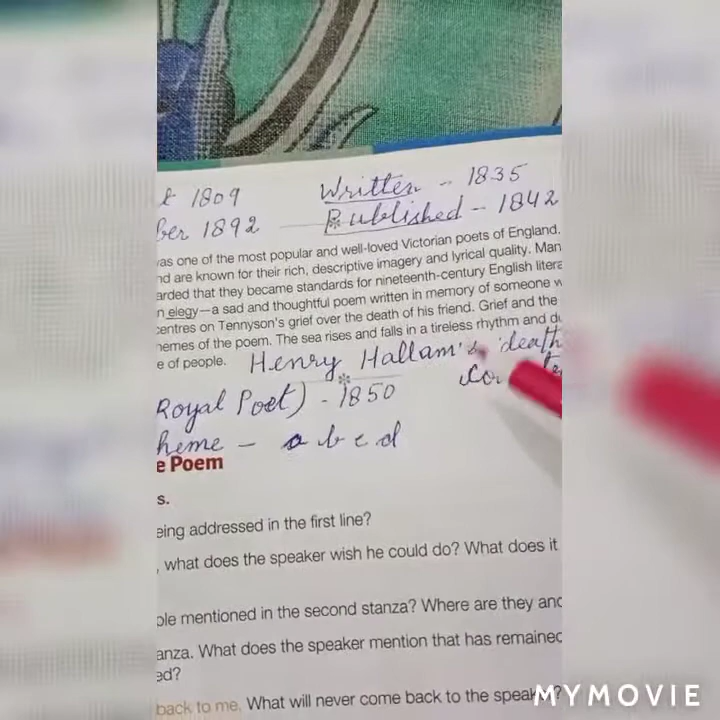 1809 Written - 1835
ber 1892 Published - 1842
was one of the most popular and well-loved Victorian poets of England.
nd are known for their rich, descriptive imagery and lyrical quality. Man
arded that they became standards for nineteenth-century English litera
n elegy—a sad and thoughtful poem written in memory of someone w
centres on Tennyson's grief over the death of his friend. Grief and the
hemes of the poem. The sea rises and falls in a tireless rhythm and d
e of people. Henry Hallam's death
Royal Poet) - 1850
heme - a b c d
e Poem
s.
eing addressed in the first line?
, what does the speaker wish he could do? What does it
ple mentioned in the second stanza? Where are they and
anza. What does the speaker mention that has remained
ed?
back to me. What will never come back to the speaker?
MYMOVIE